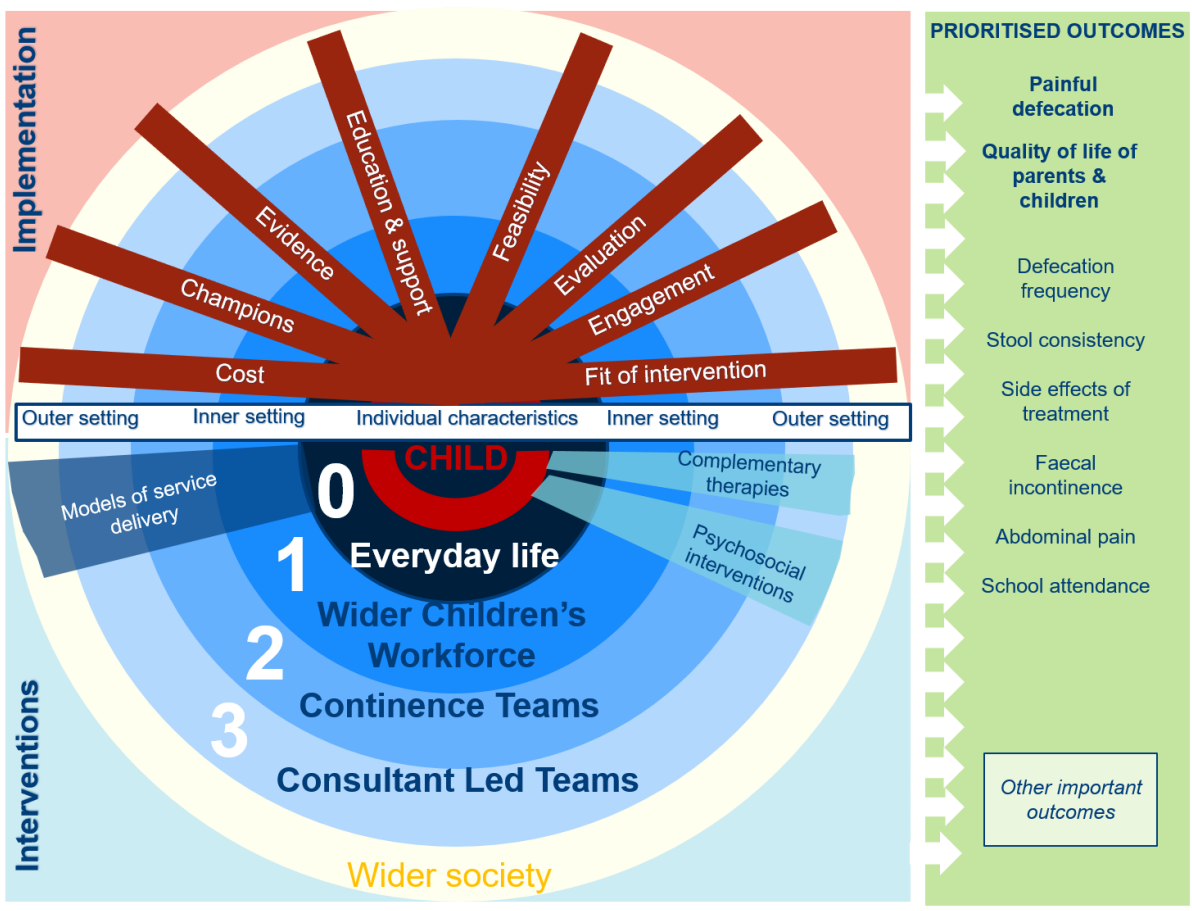 Implementation
Education & support
Feasibility
Evidence
Evaluation
Champions
Engagement
Cost
Fit of intervention
Outer setting
Inner setting
Individual characteristics
Inner setting
Outer setting
Interventions
CHILD
Models of service
delivery
Complementary
therapies
Psychosocial
interventions
0
Everyday life
1
Wider Children's
Workforce
2
Continence Teams
3
Consultant Led Teams
Wider society
PRIORITISED OUTCOMES
Painful
defecation
Quality of life of
parents &
children
Defecation
frequency
Stool consistency
Side effects of
treatment
Faecal
incontinence
Abdominal pain
School attendance
Other important
outcomes